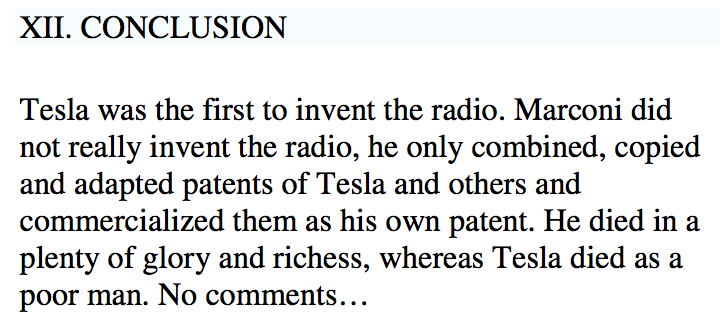 XII. CONCLUSION
Tesla was the first to invent the radio. Marconi did
not really invent the radio, he only combined, copied
and adapted patents of Tesla and others and
commercialized them as his own patent. He died in a
plenty of glory and richess, whereas Tesla died as a
poor man. No comments…